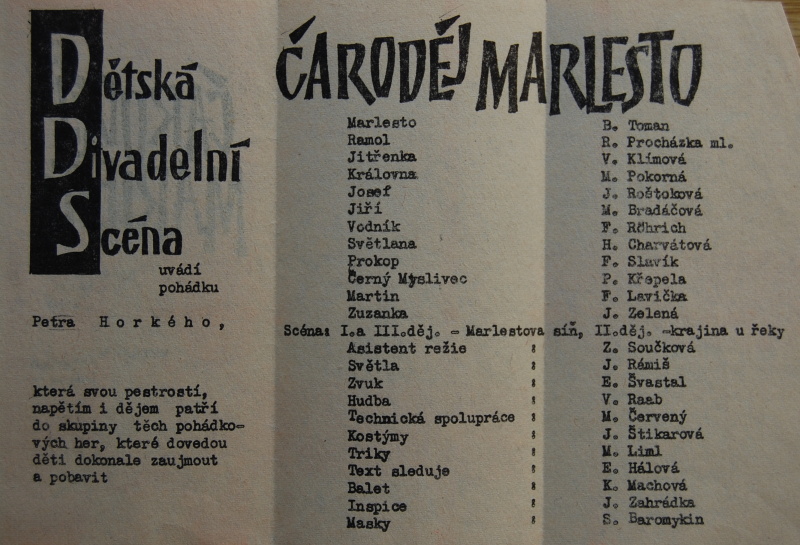 Dětská
Divadelní
Scéna
uvádí
pohádku
Petra Horkého,
která svou pestrostí,
napětím i dějem patří
do skupiny těch pohádko-
vých her, které dovedou
děti dokonale zaujmout
a pobavit
ČARODĚJ MARLESTO
Marlesto B. Toman
Ramol R. Procházka ml.
Jitřenka V. Klímová
Královna M. Pokorná
Josef J. Roštoková
Jiří M. Bradáčová
Vodník F. Röhrich
Světlana H. Charvátová
Prokop F. Slavík
Černý Myslivec P. Křepela
Martin F. Lavička
Zuzanka J. Zelená
Scéna: I.a III.děj. - Marlestova síň, II.děj. -krajina u řeky
Asistent režie : Z. Součková
Světla : J. Rámiš
Zvuk : E. Švastal
Hudba : V. Raab
Technická spolupráce : M. Červený
Kostýmy : J. Štikarová
Triky : M. Liml
Text sleduje : E. Hálová
Balet : K. Machová
Inspice : J. Zahrádka
Masky : S. Baromykin